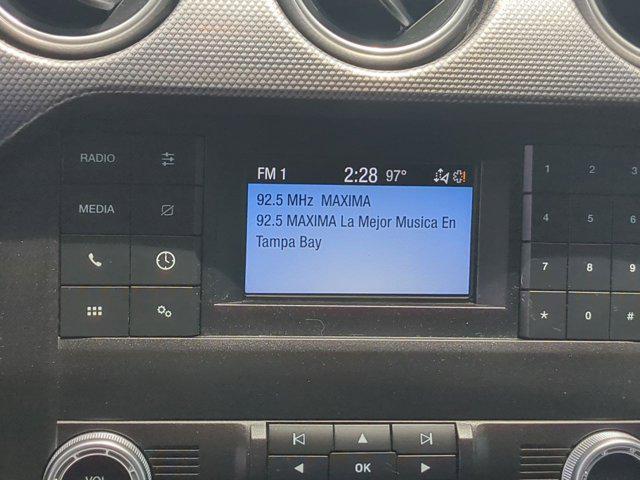 RADIO
MEDIA
FM 1 2:28 97°
92.5 MHz MAXIMA
92.5 MAXIMA La Mejor Musica En
Tampa Bay
1 2 3
4 5 6
7 8 9
* 0 #
OK
VOL